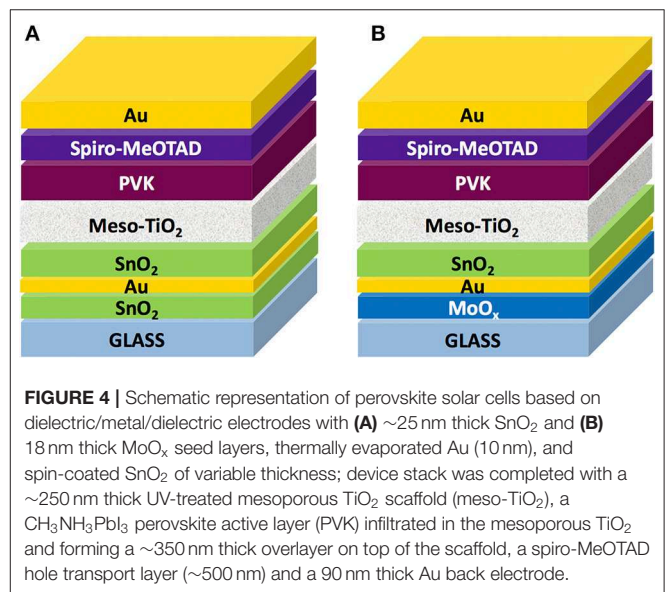 A
Au
Spiro-MeOTAD
PVK
Meso-TiO₂
SnO₂
Au
SnO₂
GLASS
B
Au
Spiro-MeOTAD
PVK
Meso-TiO₂
SnO₂
Au
MoOₓ
GLASS
FIGURE 4 | Schematic representation of perovskite solar cells based on
dielectric/metal/dielectric electrodes with (A) ∼25 nm thick SnO₂ and (B)
18 nm thick MoOₓ seed layers, thermally evaporated Au (10 nm), and
spin-coated SnO₂ of variable thickness; device stack was completed with a
∼250 nm thick UV-treated mesoporous TiO₂ scaffold (meso-TiO₂), a
CH₃NH₃PbI₃ perovskite active layer (PVK) infiltrated in the mesoporous TiO₂
and forming a ∼350 nm thick overlayer on top of the scaffold, a spiro-MeOTAD
hole transport layer (∼500 nm) and a 90 nm thick Au back electrode.